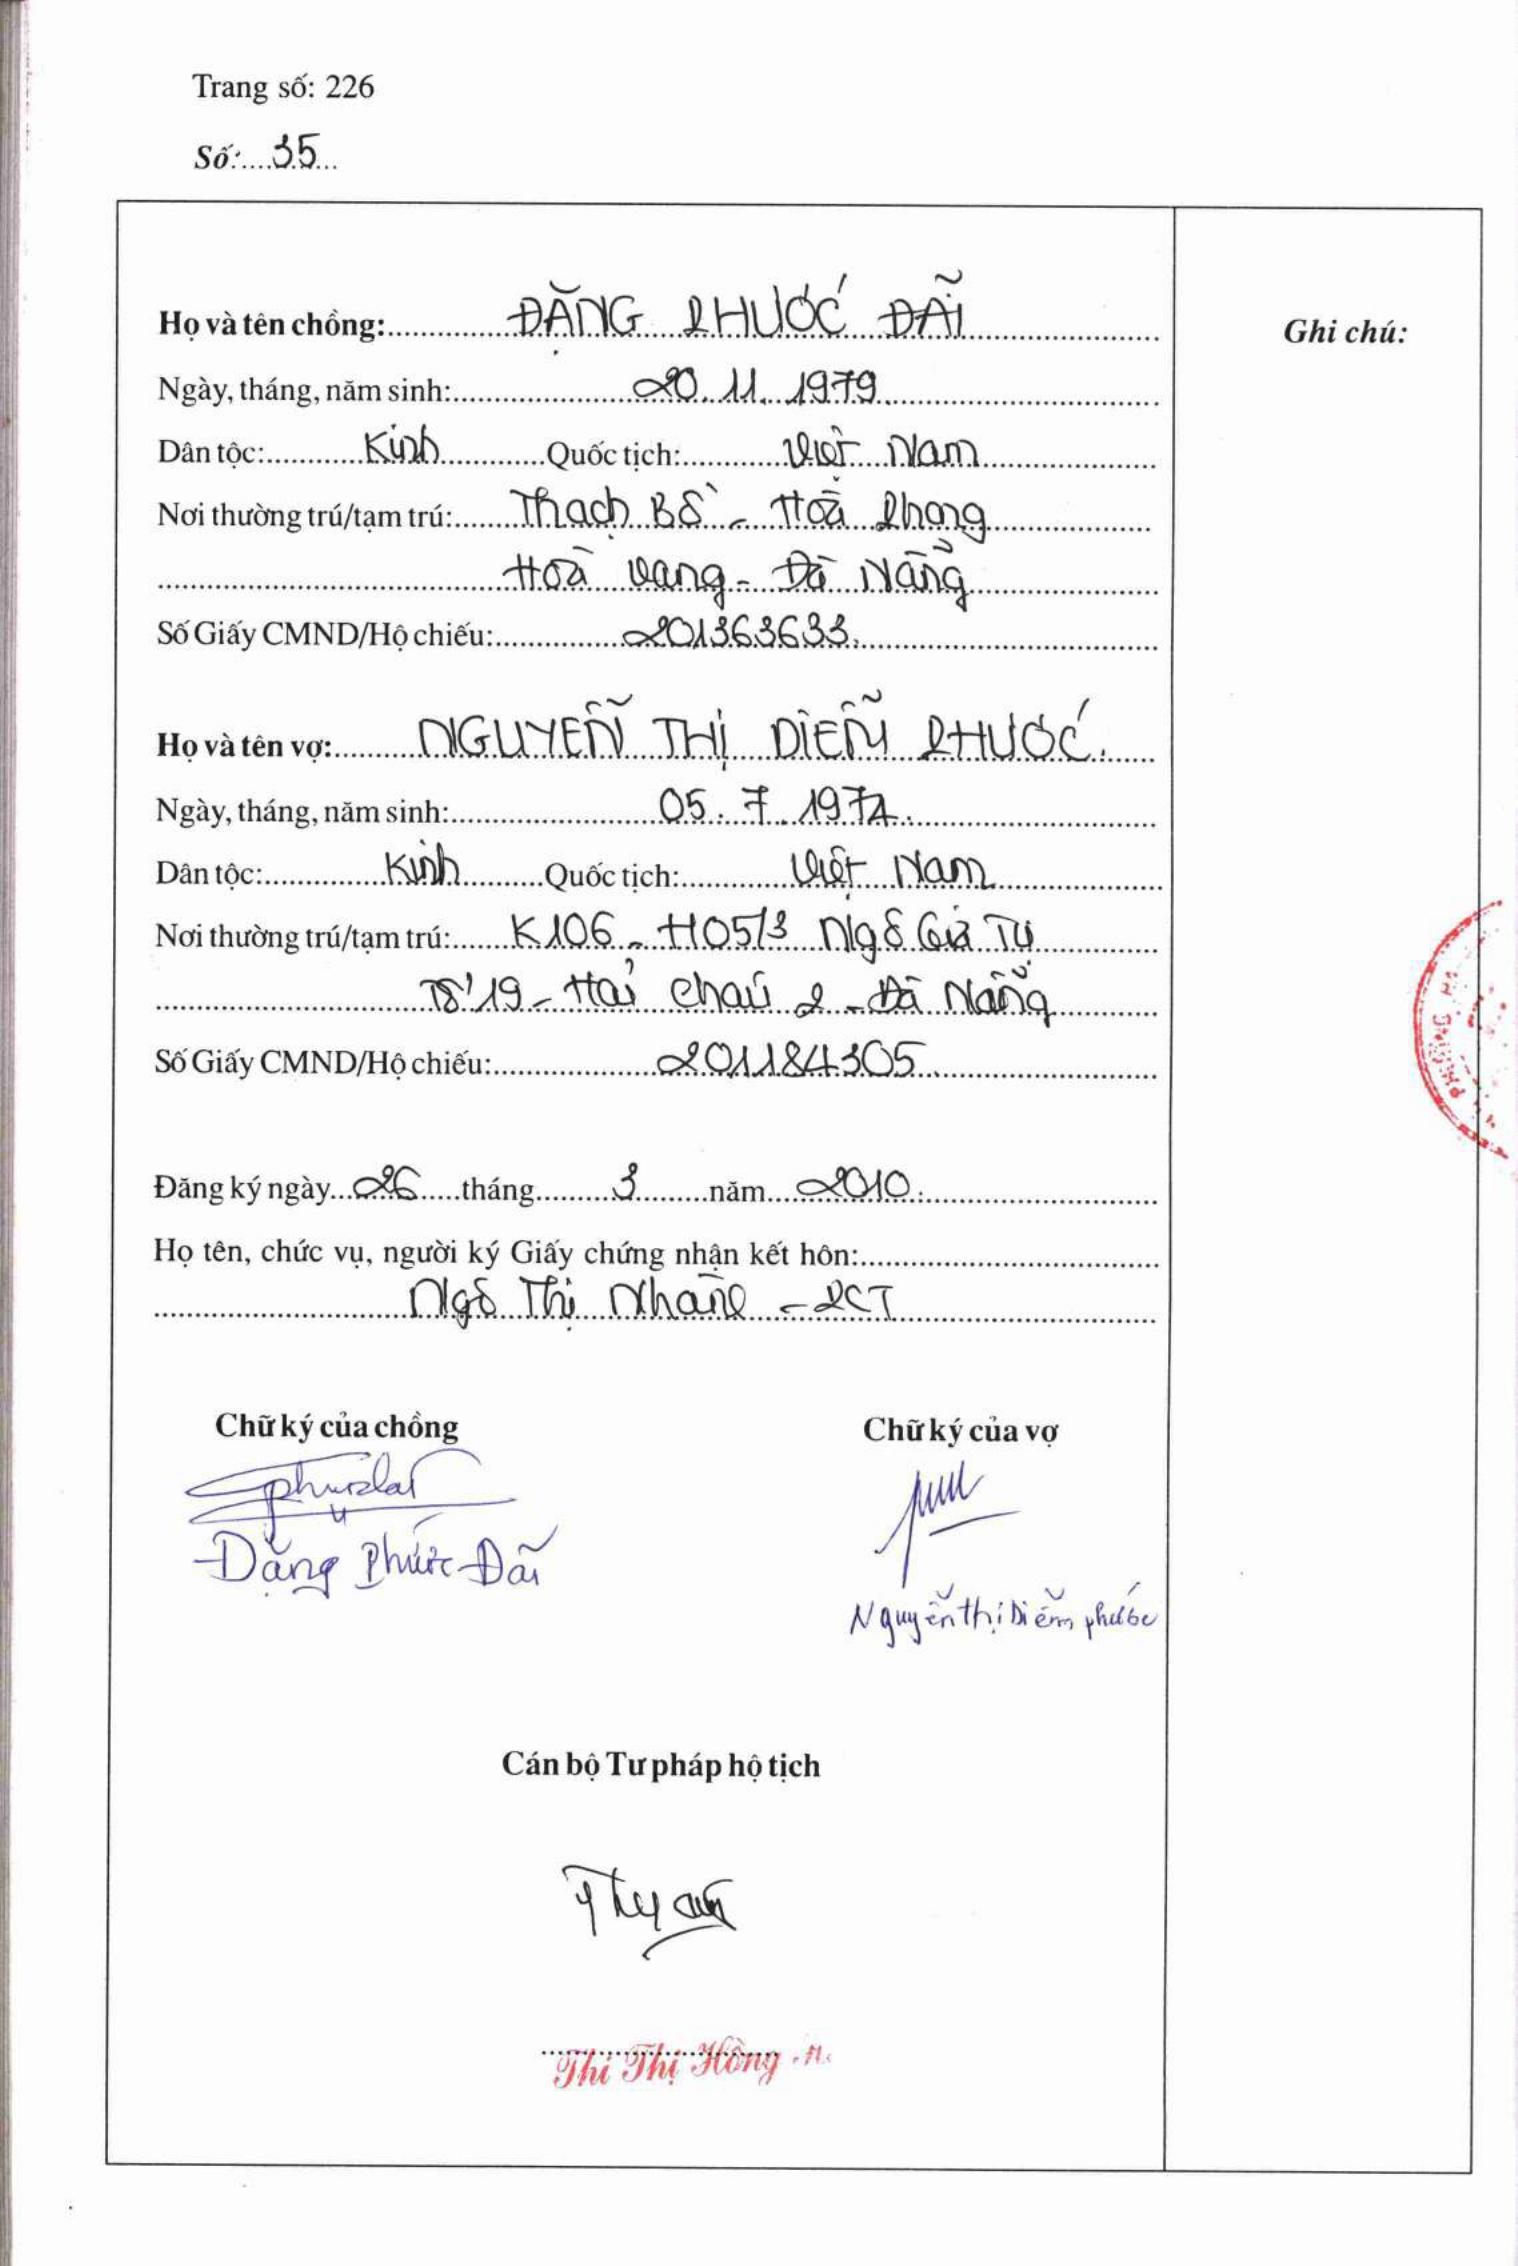 Trang số: 226
Số: 35
Họ và tên chồng: ĐẶNG PHƯỚC ĐÃI
Ghi chú:
Ngày, tháng, năm sinh: 20.11.1979
Dân tộc: Kinh Quốc tịch: Việt Nam
Nơi thường trú/tạm trú: Thạch Bồ - Hoà Phong
Hoà Vang - Đà Nẵng
Số Giấy CMND/Hộ chiếu: 201363633.
Họ và tên vợ: NGUYỄN THỊ DIỄM PHƯỚC.
Ngày, tháng, năm sinh: 05.7.1974.
Dân tộc: Kinh Quốc tịch: Việt Nam
Nơi thường trú/tạm trú: K106 - H05/3 Ngô Gia Tự
Tổ 19 - Hải Châu 2 - Đà Nẵng
Số Giấy CMND/Hộ chiếu: 201184305
PHƯỜNG
Đăng ký ngày 26 tháng 3 năm 2010.
Họ tên, chức vụ, người ký Giấy chứng nhận kết hôn:
Ngô Thị - PCT
Chữ ký của chồng Chữ ký của vợ
Đặng Phước Đãi
Nguyễn thị Diễm phước
Cán bộ Tư pháp hộ tịch
Thi Thị Hồng